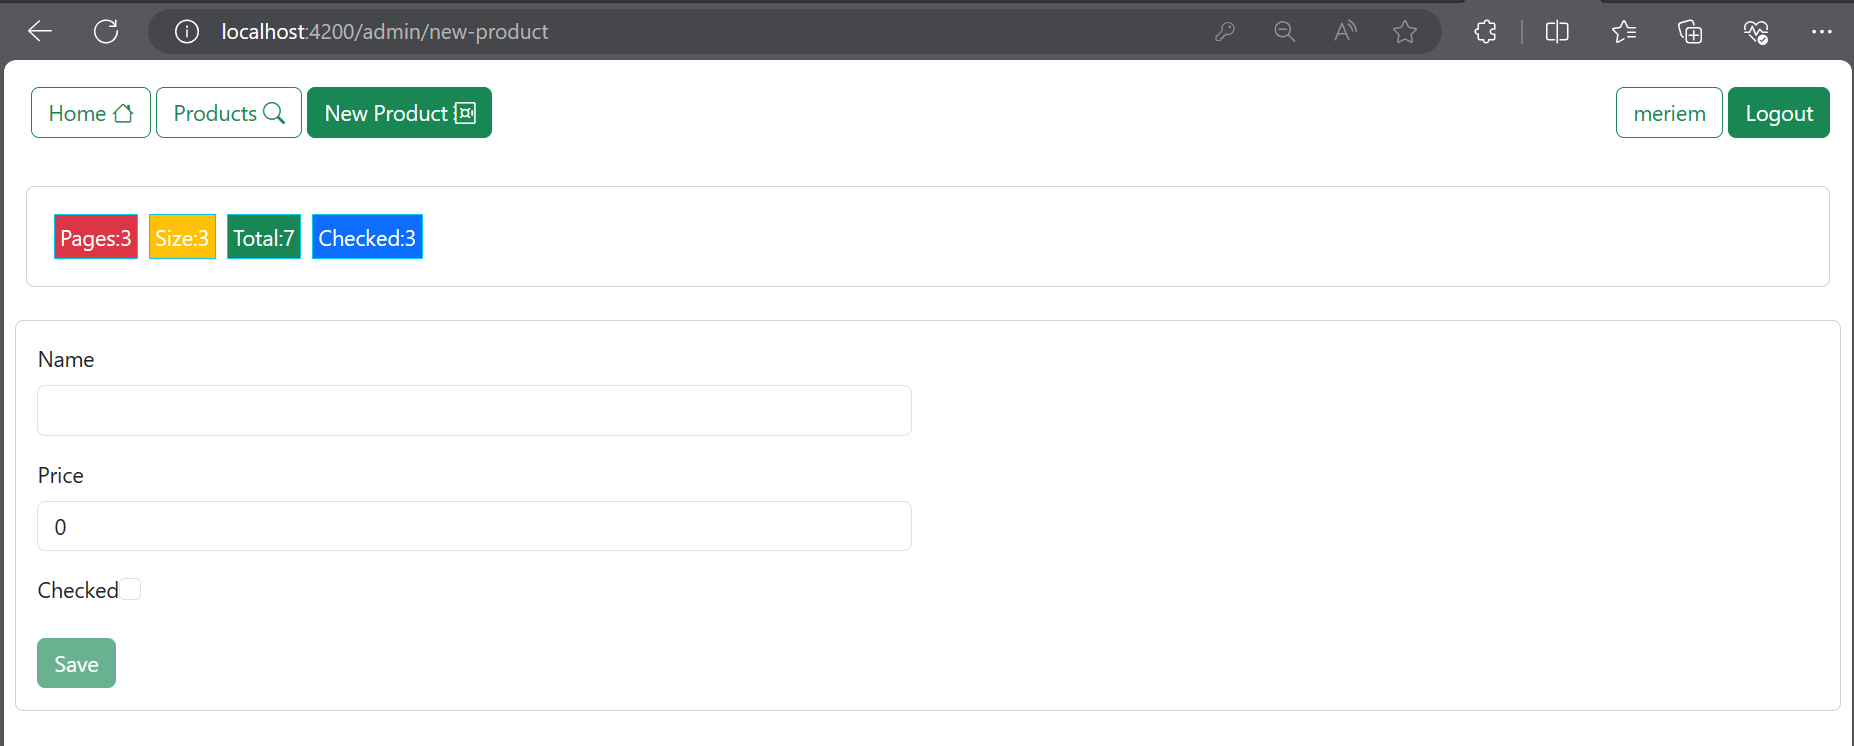 localhost:4200/admin/new-product
Home Products New Product meriem Logout
Pages:3 Size:3 Total:7 Checked:3
Name
Price
0
Checked
Save